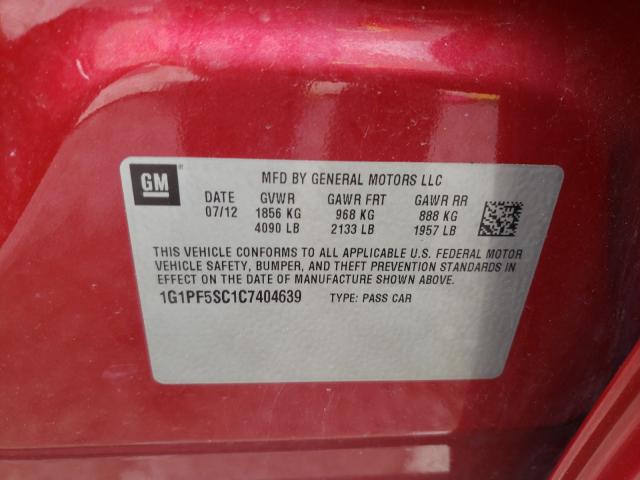 GM ® MFD BY GENERAL MOTORS LLC
DATE GVWR GAWR FRT GAWR RR
07/12 1856 KG 968 KG 888 KG
4090 LB 2133 LB 1957 LB
THIS VEHICLE CONFORMS TO ALL APPLICABLE U.S. FEDERAL MOTOR
VEHICLE SAFETY, BUMPER, AND THEFT PREVENTION STANDARDS IN
EFFECT ON THE DATE OF MANUFACTURE SHOWN ABOVE.
1G1PF5SC1C7404639 TYPE: PASS CAR